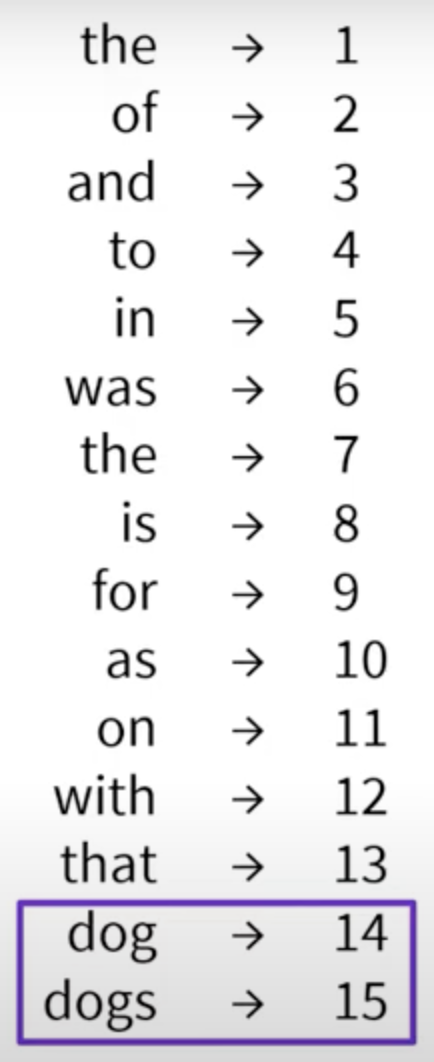 the → 1
of → 2
and → 3
to → 4
in → 5
was → 6
the → 7
is → 8
for → 9
as → 10
on → 11
with → 12
that → 13
dog → 14
dogs → 15